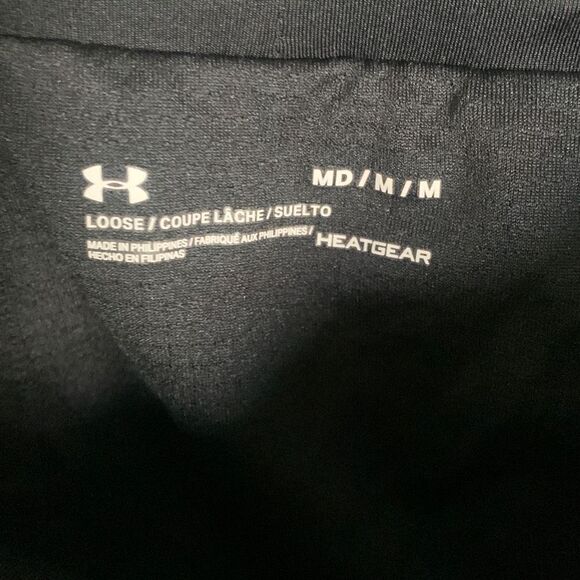 MD / M / M
LOOSE / COUPE LÂCHE / SUELTO
MADE IN PHILIPPINES / FABRIQUÉ AUX PHILIPPINES /
HECHO EN FILIPINAS
HEATGEAR